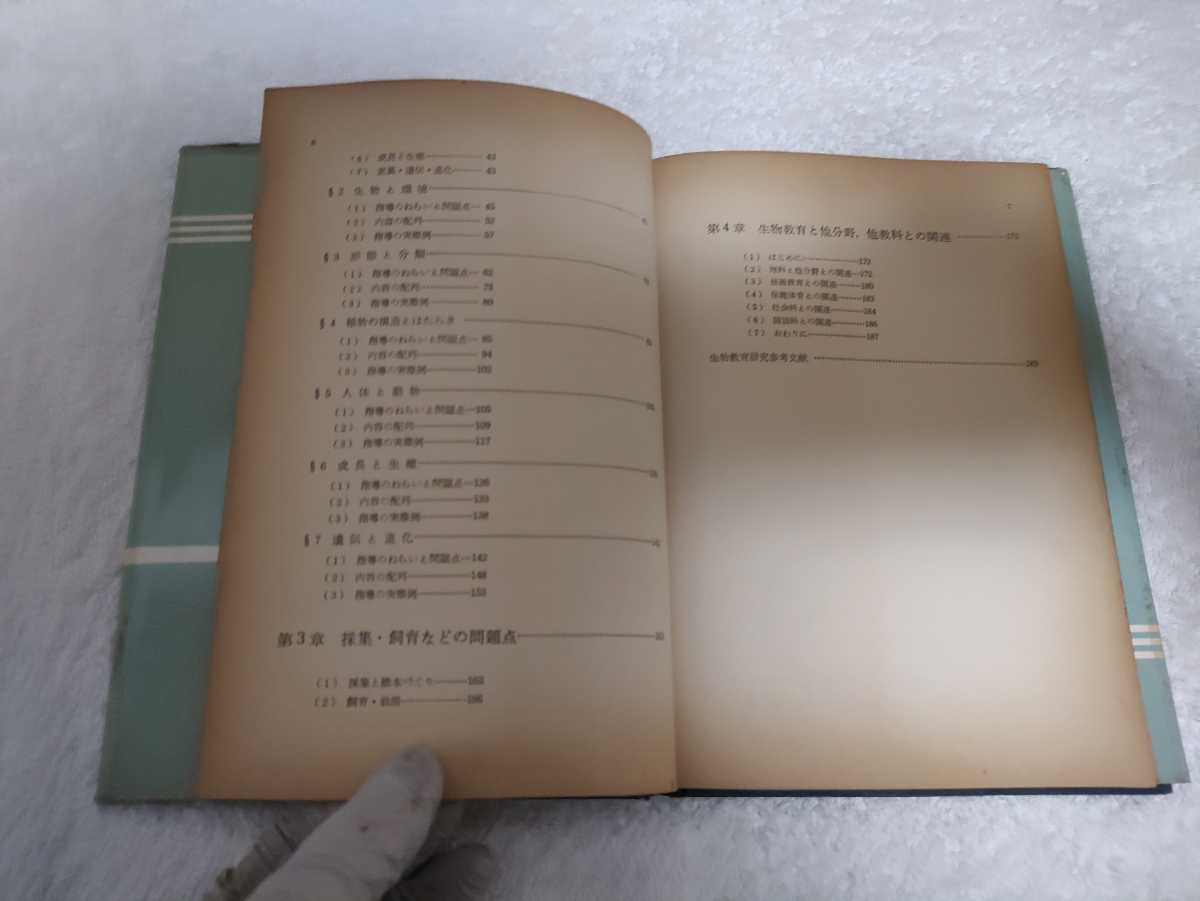 (6) 成長と生殖………… 43
(7) 変異・遺伝・進化…… 45
§2 生物と環境
(1) 指導のねらいと問題点… 45
(2) 内容の配列………… 52
(3) 指導の実際例……… 57
§3 形態と分類
(1) 指導のねらいと問題点… 62
(2) 内容の配列………… 73
(3) 指導の実際例……… 80
§4 植物の構造とはたらき
(1) 指導のねらいと問題点… 85
(2) 内容の配列………… 94
(3) 指導の実際例……… 102
§5 人体と動物
(1) 指導のねらいと問題点…105
(2) 内容の配列…………109
(3) 指導の実際例………117
§6 成長と生殖
(1) 指導のねらいと問題点…126
(2) 内容の配列…………133
(3) 指導の実際例………138
§7 遺伝と進化
(1) 指導のねらいと問題点…142
(2) 内容の配列…………148
(3) 指導の実際例………153
第3章 採集・飼育などの問題点
(1) 採集と標本づくり………163
(2) 飼育・栽培…………166
7
第4章 生物教育と他分野,他教科との関連 …………172
(1) はじめに…………172
(2) 理科と他分野との関連…172
(3) 技術教育との関連………180
(4) 保健体育との関連………183
(5) 社会科との関連…………184
(6) 国語科との関連…………186
(7) おわりに…………187
生物教育研究参考文献 …………189